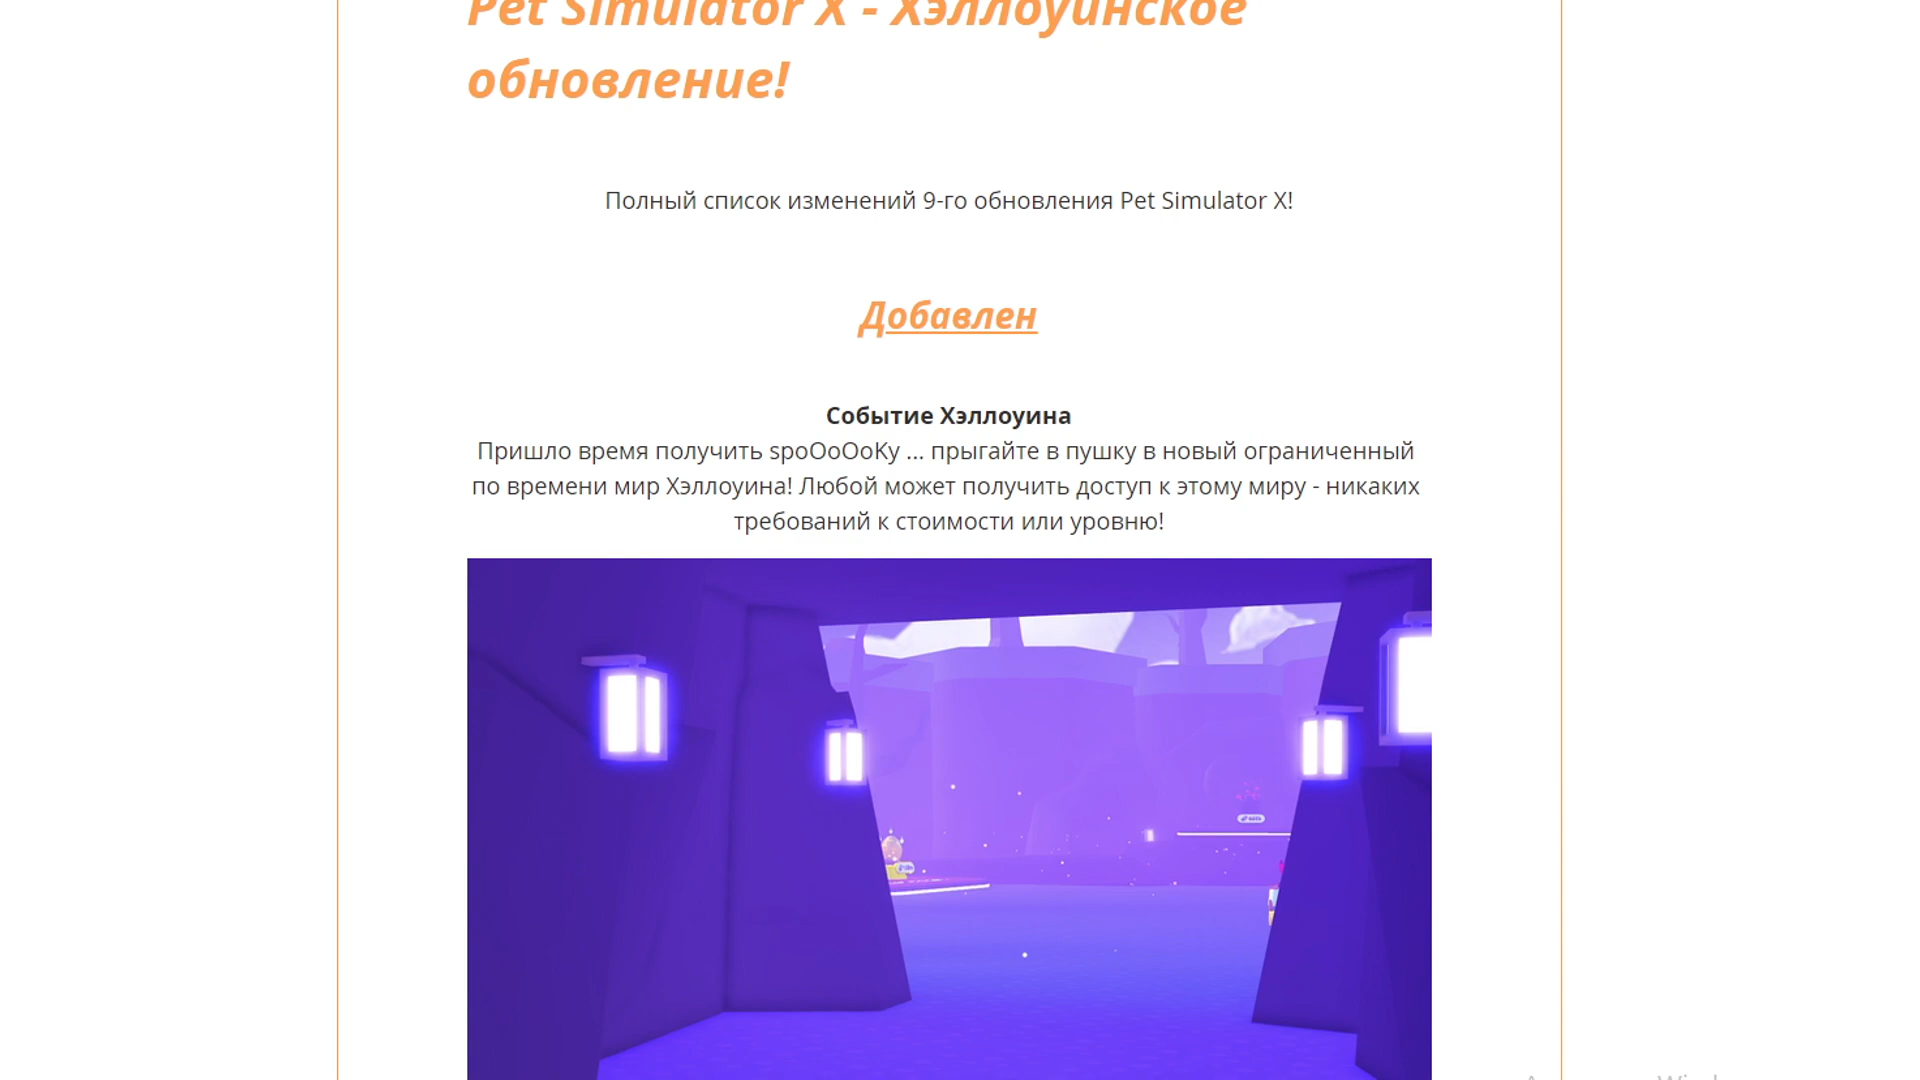 Pet Simulator X - Хэллоуинское
обновление!
Полный список изменений 9-го обновления Pet Simulator X!
Добавлен
Событие Хэллоуина
Пришло время получить spoOoOoKy ... прыгайте в пушку в новый ограниченный
по времени мир Хэллоуина! Любой может получить доступ к этому миру - никаких
требований к стоимости или уровню!